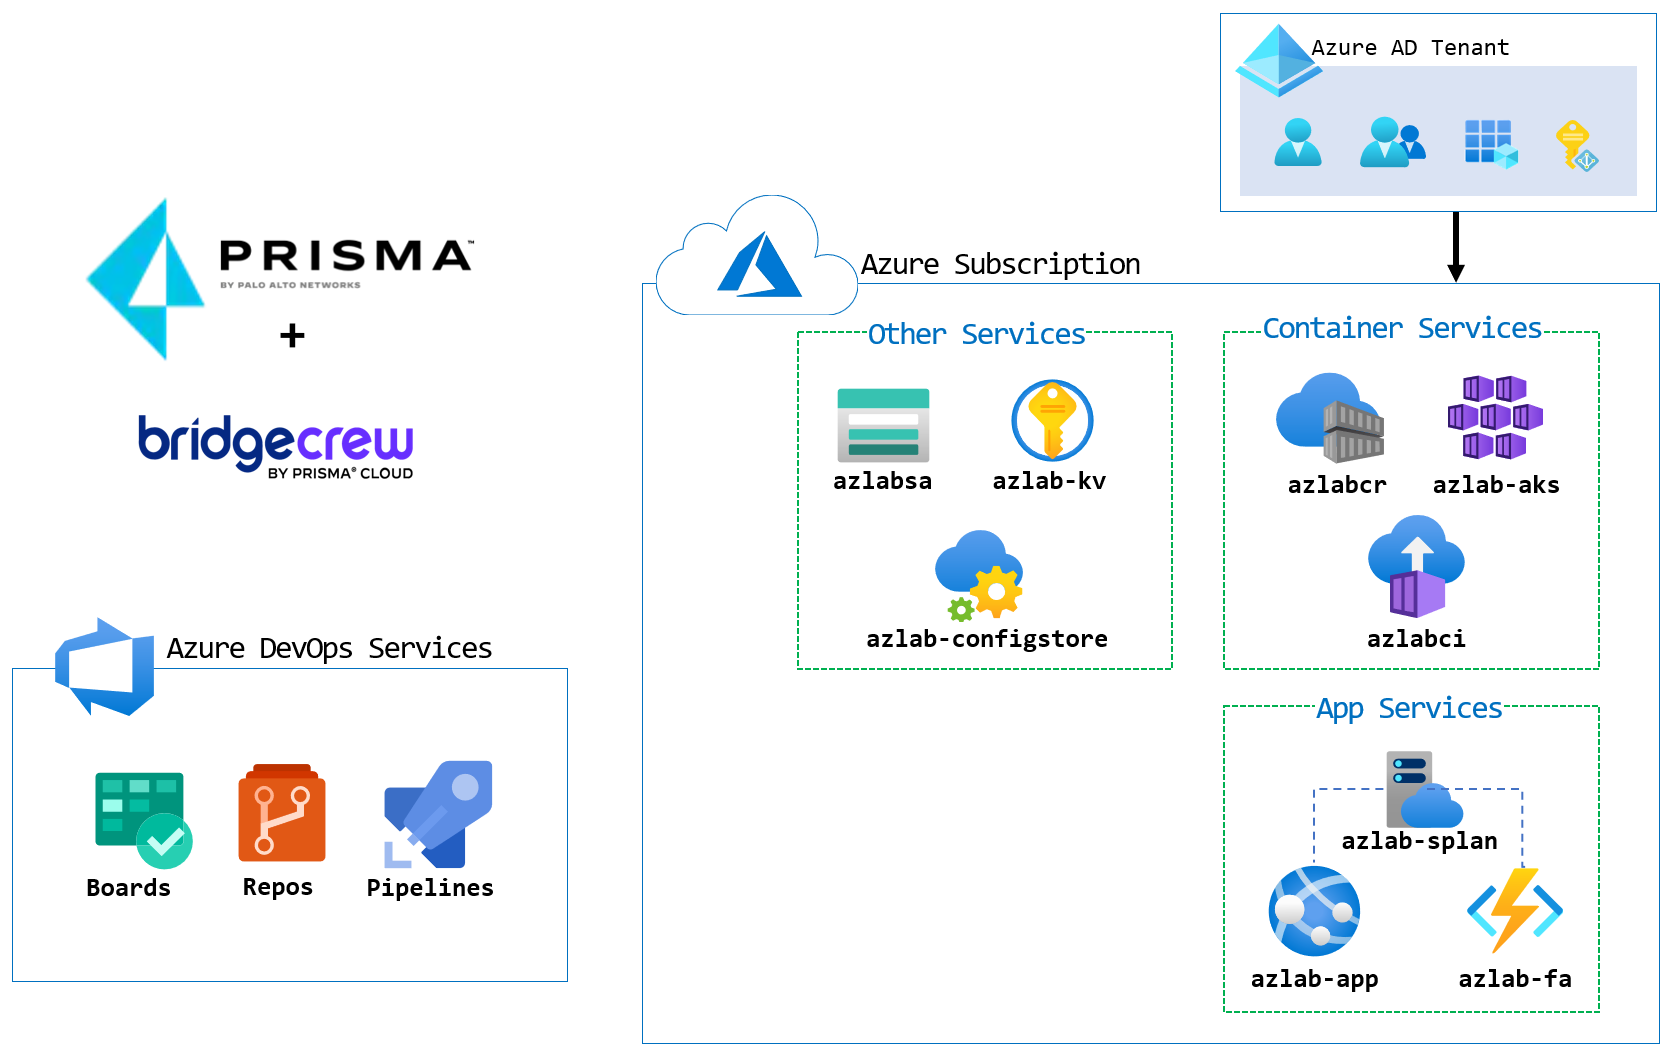 Azure AD Tenant
PRISMA™
BY PALO ALTO NETWORKS
+
bridgecrew
BY PRISMA® CLOUD
Azure Subscription
Other Services
azlabsa
azlab-kv
azlab-configstore
Container Services
azlabcr
azlab-aks
azlabci
App Services
azlab-splan
azlab-app
azlab-fa
Azure DevOps Services
Boards
Repos
Pipelines